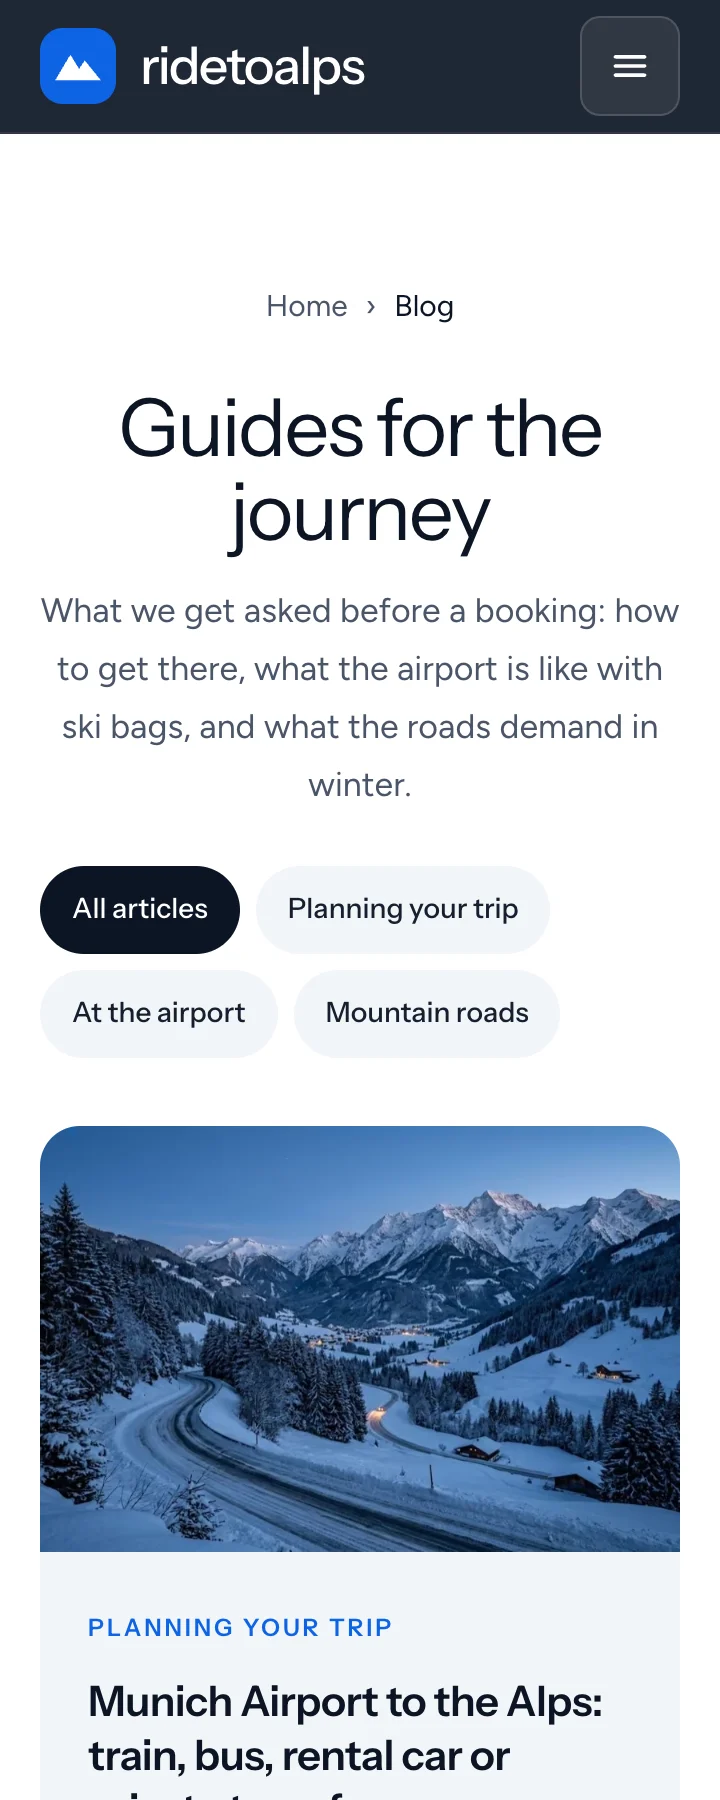 ridetoalps
Home › Blog
Guides for the
journey
What we get asked before a booking: how
to get there, what the airport is like with
ski bags, and what the roads demand in
winter.
All articles
Planning your trip
At the airport
Mountain roads
PLANNING YOUR TRIP
Munich Airport to the Alps:
train, bus, rental car or